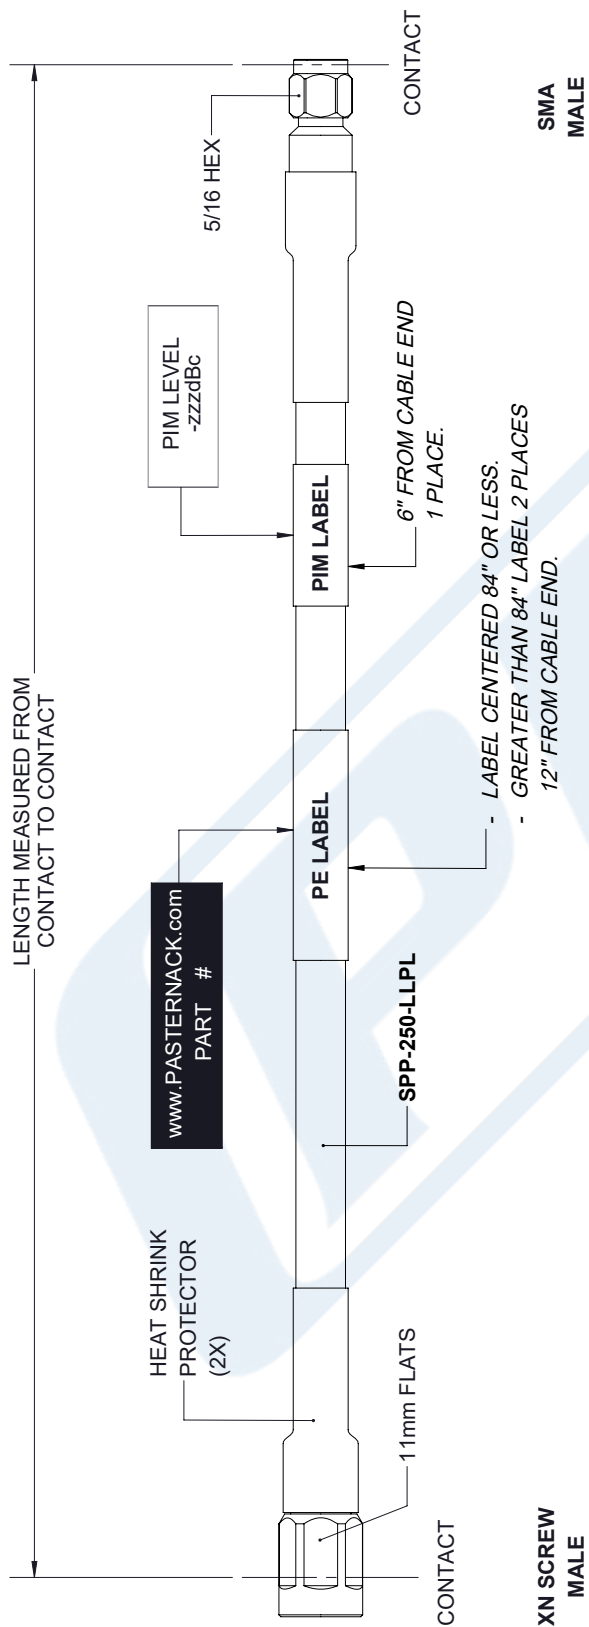 LENGTH MEASURED FROM
CONTACT TO CONTACT
HEAT SHRINK
PROTECTOR
(2X)
www.PASTERNACK.com
PART #
PIM LEVEL
-zzzdBc
5/16 HEX
PE LABEL
PIM LABEL
11mm FLATS
SPP-250-LLPL
6" FROM CABLE END
1 PLACE.
CONTACT
CONTACT
- LABEL CENTERED 84" OR LESS.
- GREATER THAN 84" LABEL 2 PLACES
12" FROM CABLE END.
XN SCREW
MALE
SMA
MALE